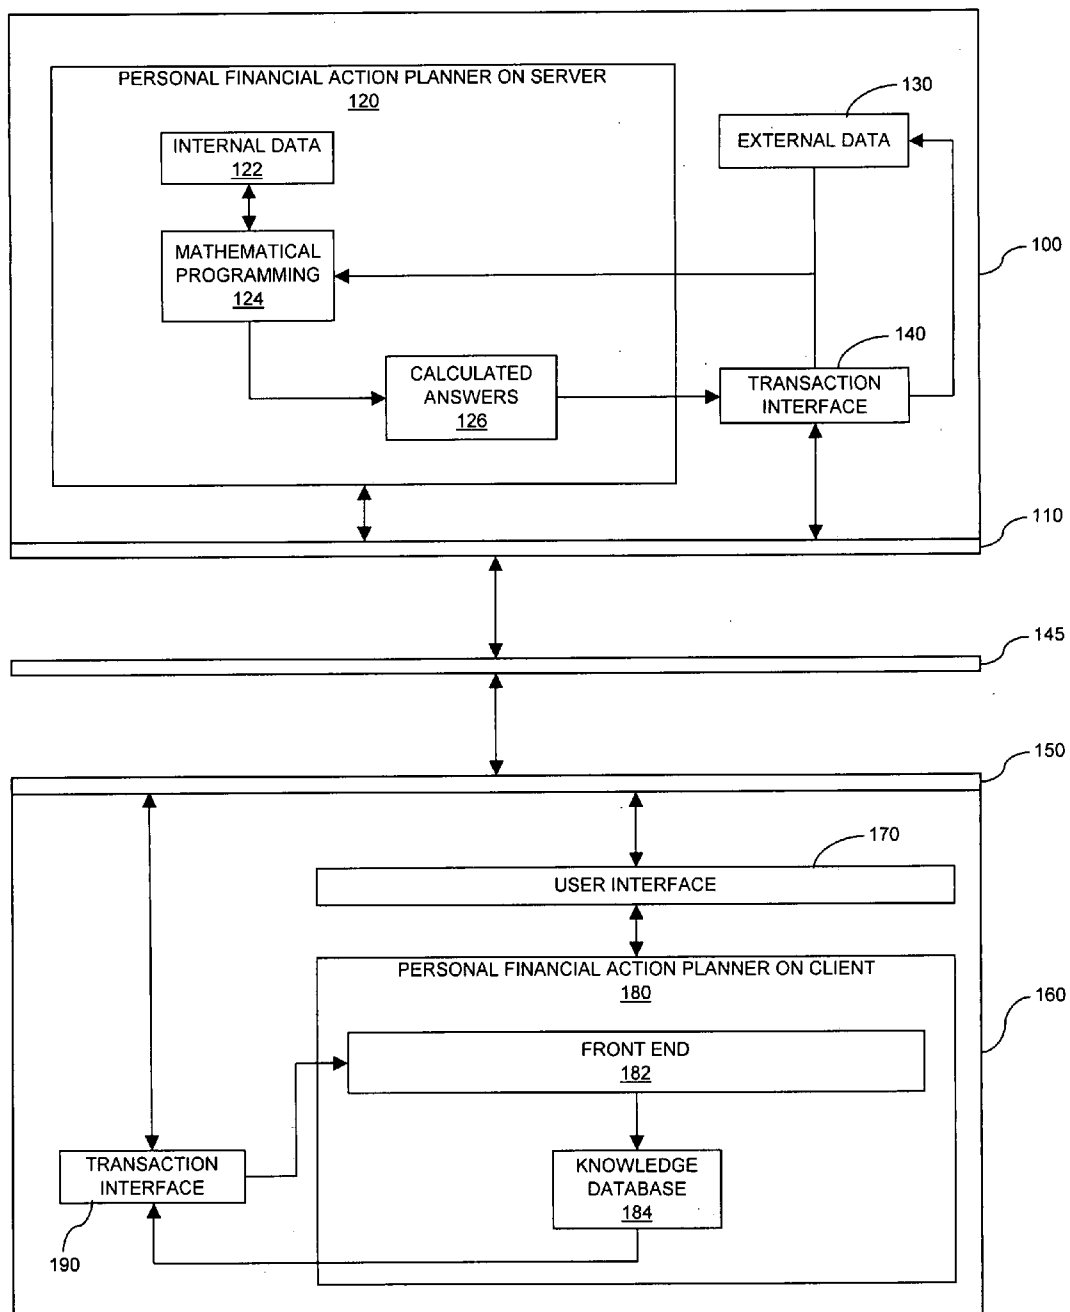 PERSONAL FINANCIAL ACTION PLANNER ON SERVER
120
130
INTERNAL DATA
122
EXTERNAL DATA
MATHEMATICAL
PROGRAMMING
124
100
140
CALCULATED
ANSWERS
126
TRANSACTION
INTERFACE
110
145
150
170
USER INTERFACE
PERSONAL FINANCIAL ACTION PLANNER ON CLIENT
180
160
FRONT END
182
TRANSACTION
INTERFACE
KNOWLEDGE
DATABASE
184
190